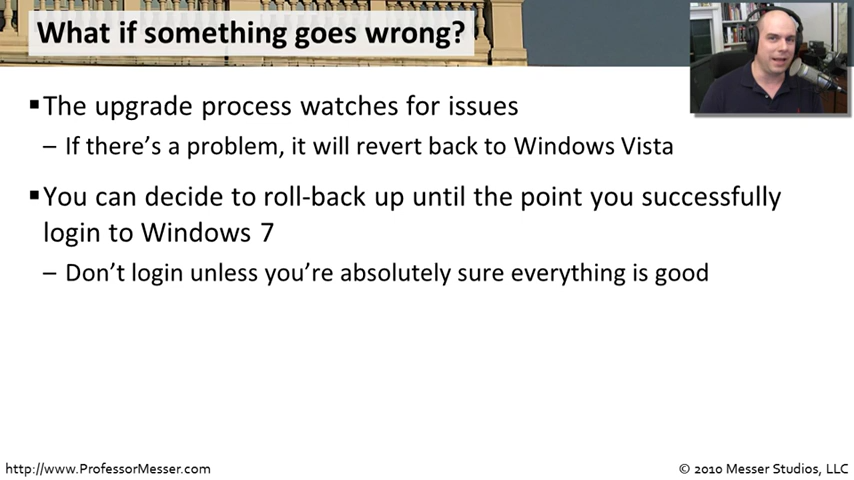 What if something goes wrong?
▪The upgrade process watches for issues
– If there's a problem, it will revert back to Windows Vista
▪You can decide to roll-back up until the point you successfully
login to Windows 7
– Don't login unless you're absolutely sure everything is good
http://www.ProfessorMesser.com
© 2010 Messer Studios, LLC